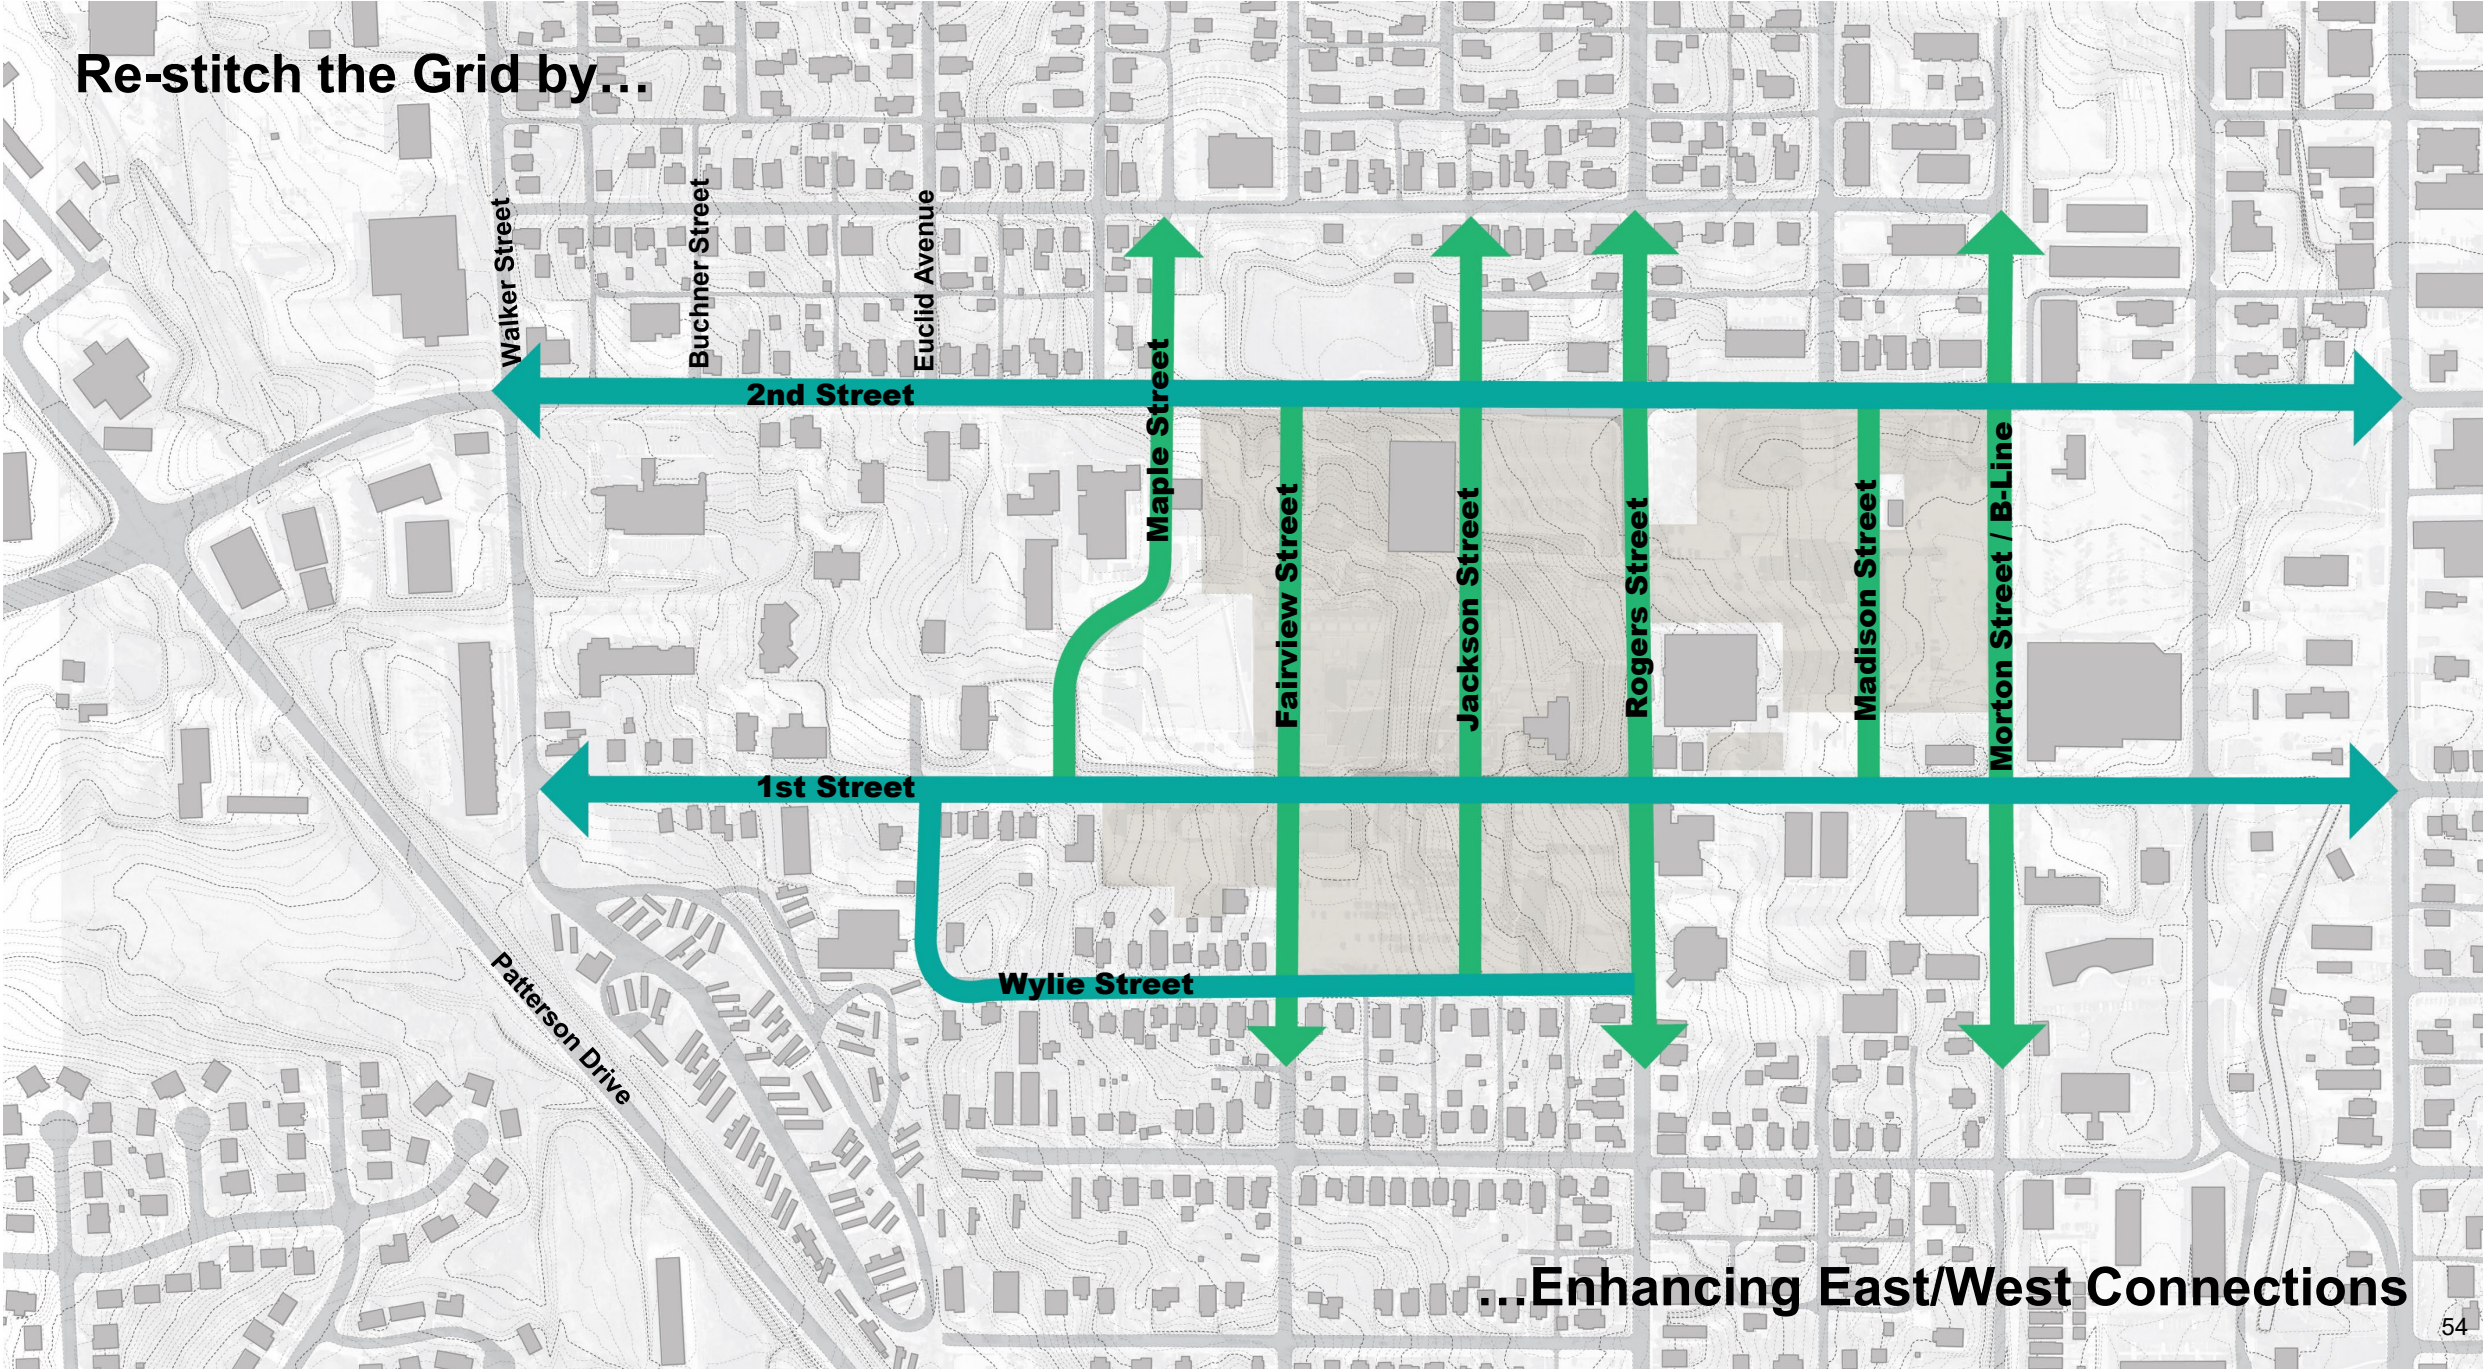 Re-stitch the Grid by…
Walker Street
Buchner Street
Euclid Avenue
2nd Street
Maple Street
Fairview Street
Jackson Street
Rogers Street
Madison Street
Morton Street / B-Line
1st Street
Wylie Street
Patterson Drive
…Enhancing East/West Connections
54